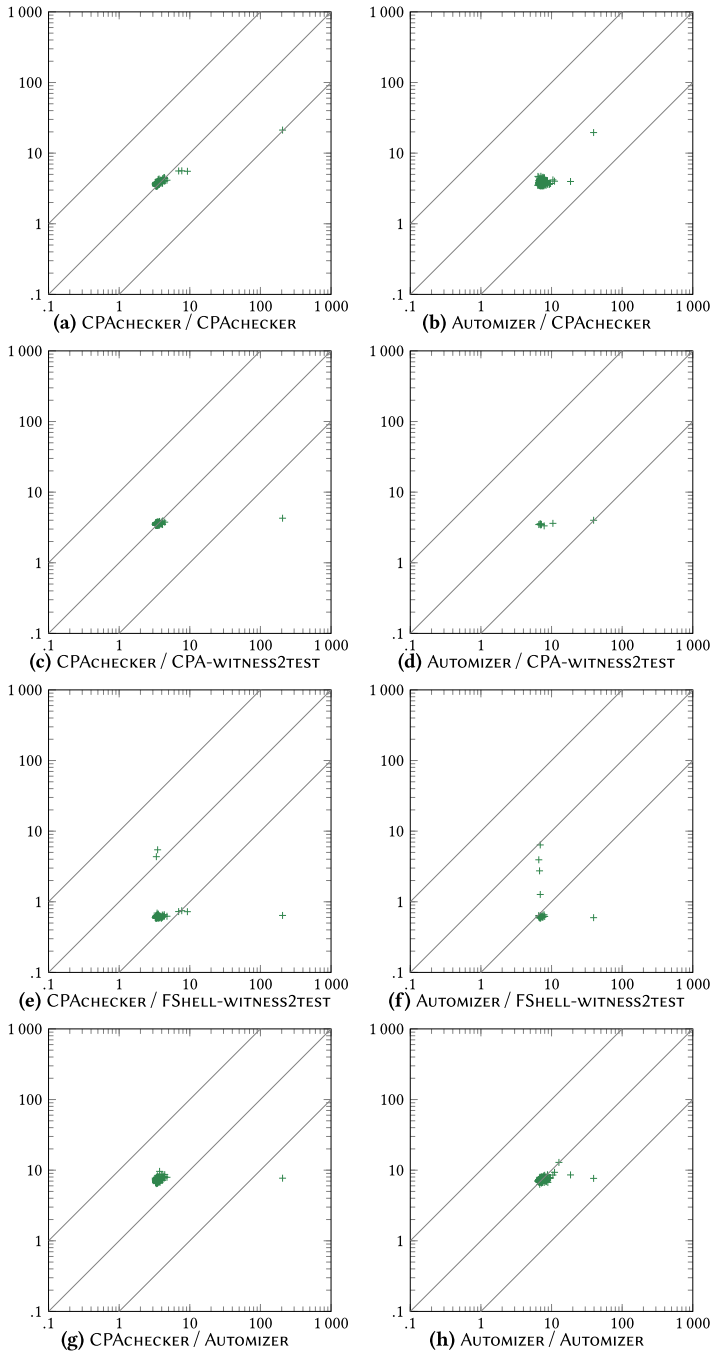 1 000 1 000
100 100
10 10
1 1
.1 .1
.1 1 10 100 1 000 .1 1 10 100 1 000
(a) CPAchecker / CPAchecker (b) Automizer / CPAchecker
1 000 1 000
100 100
10 10
1 1
.1 .1
.1 1 10 100 1 000 .1 1 10 100 1 000
(c) CPAchecker / CPA-witness2test (d) Automizer / CPA-witness2test
1 000 1 000
100 100
10 10
1 1
.1 .1
.1 1 10 100 1 000 .1 1 10 100 1 000
(e) CPAchecker / FShell-witness2test (f) Automizer / FShell-witness2test
1 000 1 000
100 100
10 10
1 1
.1 .1
.1 1 10 100 1 000 .1 1 10 100 1 000
(g) CPAchecker / Automizer (h) Automizer / Automizer